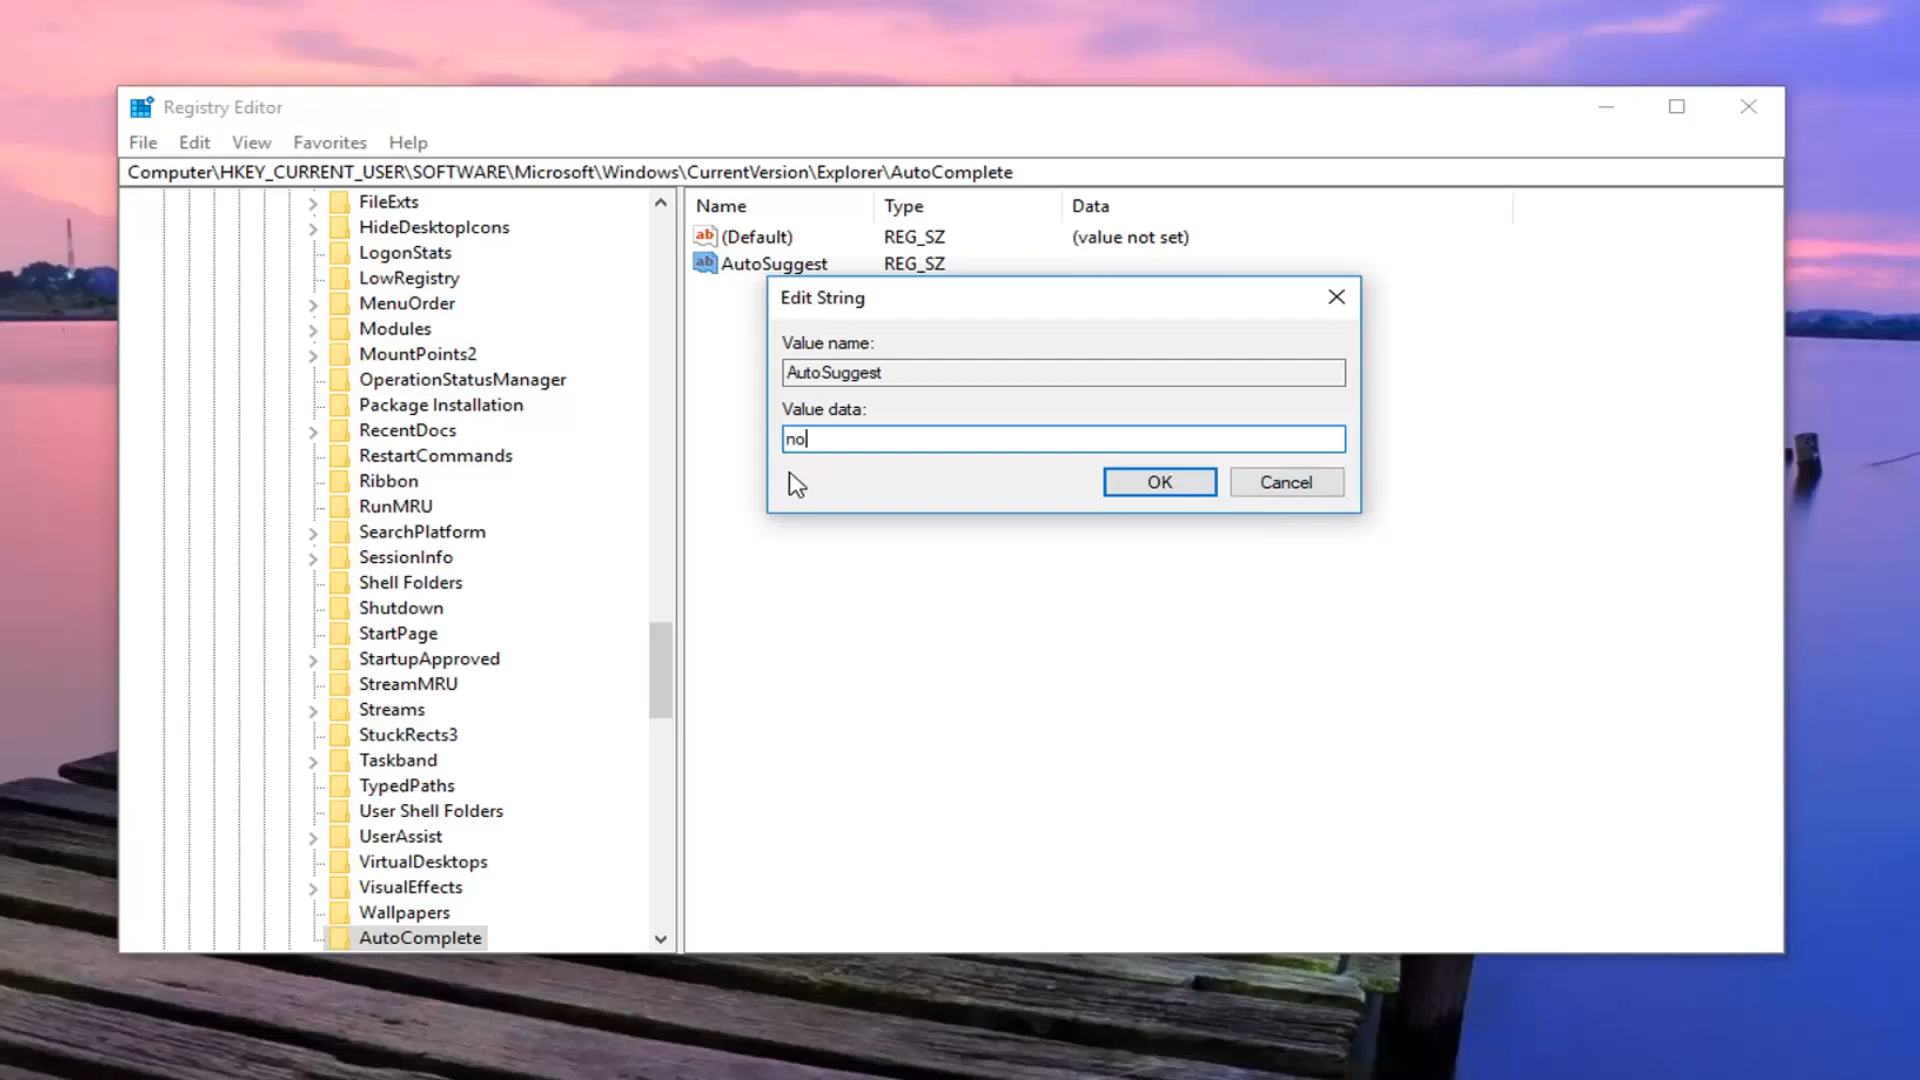 Registry Editor
File Edit View Favorites Help
Computer\HKEY_CURRENT_USER\SOFTWARE\Microsoft\Windows\CurrentVersion\Explorer\AutoComplete
FileExts
HideDesktopIcons
LogonStats
LowRegistry
MenuOrder
Modules
MountPoints2
OperationStatusManager
Package Installation
RecentDocs
RestartCommands
Ribbon
RunMRU
SearchPlatform
SessionInfo
Shell Folders
Shutdown
StartPage
StartupApproved
StreamMRU
Streams
StuckRects3
Taskband
TypedPaths
User Shell Folders
UserAssist
VirtualDesktops
VisualEffects
Wallpapers
AutoComplete
Name Type Data
ab (Default) REG_SZ (value not set)
ab AutoSuggest REG_SZ
Edit String
Value name:
AutoSuggest
Value data:
no
OK Cancel